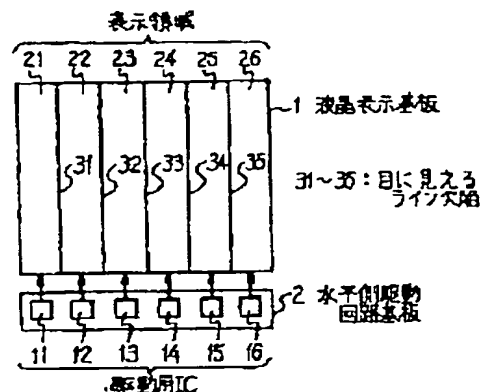 表示領域
21 22 23 24 25 26
1 液晶表示基板
31 32 33 34 35
31~35:目に見える
ライン欠陥
2 水平側駆動
回路基板
11 12 13 14 15 16
駆動用IC